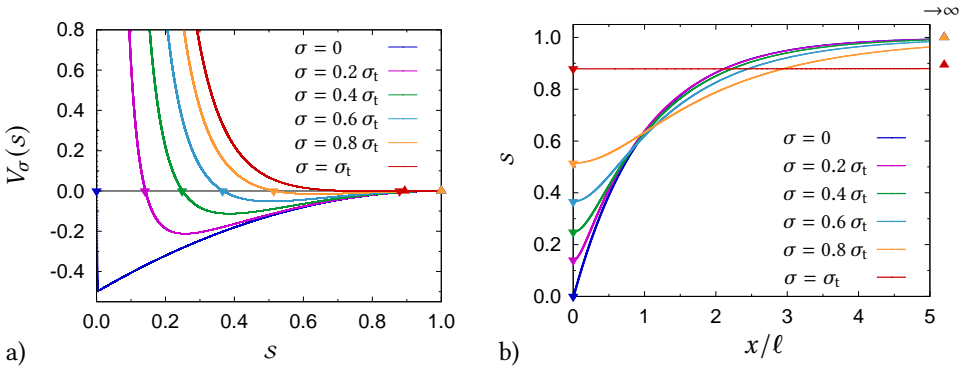 0.8
0.6
0.4
0.2
0.0
-0.2
-0.4
V_σ(s)
σ = 0
σ = 0.2 σ_t
σ = 0.4 σ_t
σ = 0.6 σ_t
σ = 0.8 σ_t
σ = σ_t
0.0 0.2 0.4 0.6 0.8 1.0
s
a)
→∞
1.0
0.8
0.6
0.4
0.2
0.0
s
σ = 0
σ = 0.2 σ_t
σ = 0.4 σ_t
σ = 0.6 σ_t
σ = 0.8 σ_t
σ = σ_t
0 1 2 3 4 5
x/ℓ
b)